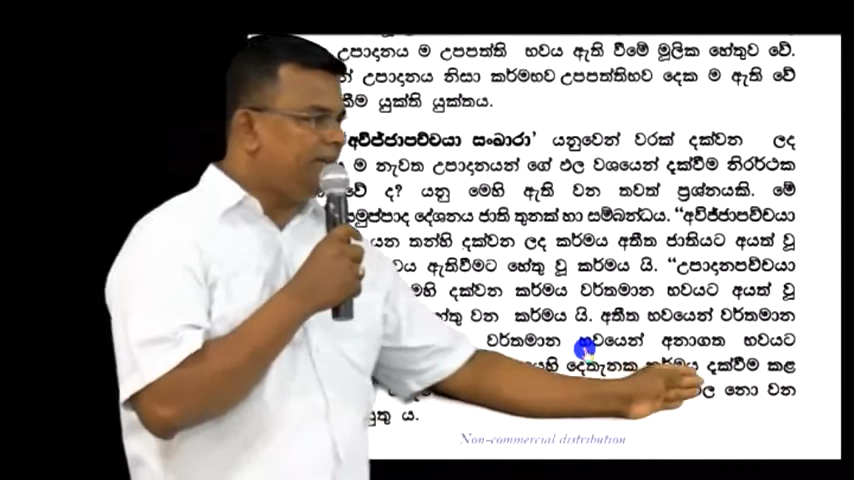 උපාදානය ම උපපත්ති භවය ඇති වීමේ මූලික හේතුව වේ.
උපාදානය නිසා කර්මභව උපපත්තිභව දෙක ම ඇති වේ
යුක්ති යුක්තය.
අවිජ්ජාපච්චයා සංඛාරා’ යනුවෙන් වරක් දක්වන ලද
ම නැවත උපාදානයන් ගේ ඵල වශයෙන් දක්වීම නිරර්ථක
වේ ද? යනු මෙහි ඇති වන තවත් ප්‍රශ්නයකි. මේ
දේශනය ජාති තුනක් හා සම්බන්ධය. “අවිජ්ජාපච්චයා
යන තන්හි දක්වන ලද කර්මය අතීත ජාතියට අයත් වූ
ඇතිවීමට හේතු වූ කර්මය යි. “උපාදානපච්චයා
දක්වන කර්මය වර්තමාන භවයට අයත් වූ
වන කර්මය යි. අතීත භවයෙන් වර්තමාන
වර්තමාන භවයෙන් අනාගත භවයට
දෙතැනක කර්මය දක්වීම කළ
නො වන
ය.
Non-commercial distribution